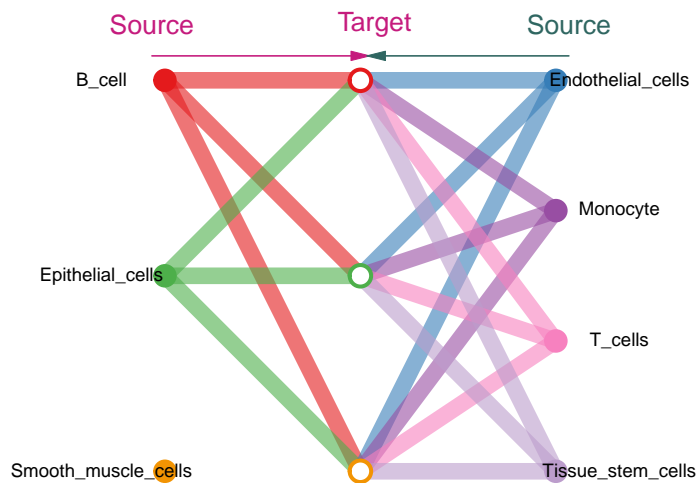 Source
Target
Source
B_cell
Endothelial_cells
Monocyte
Epithelial_cells
T_cells
Smooth_muscle_cells
Tissue_stem_cells